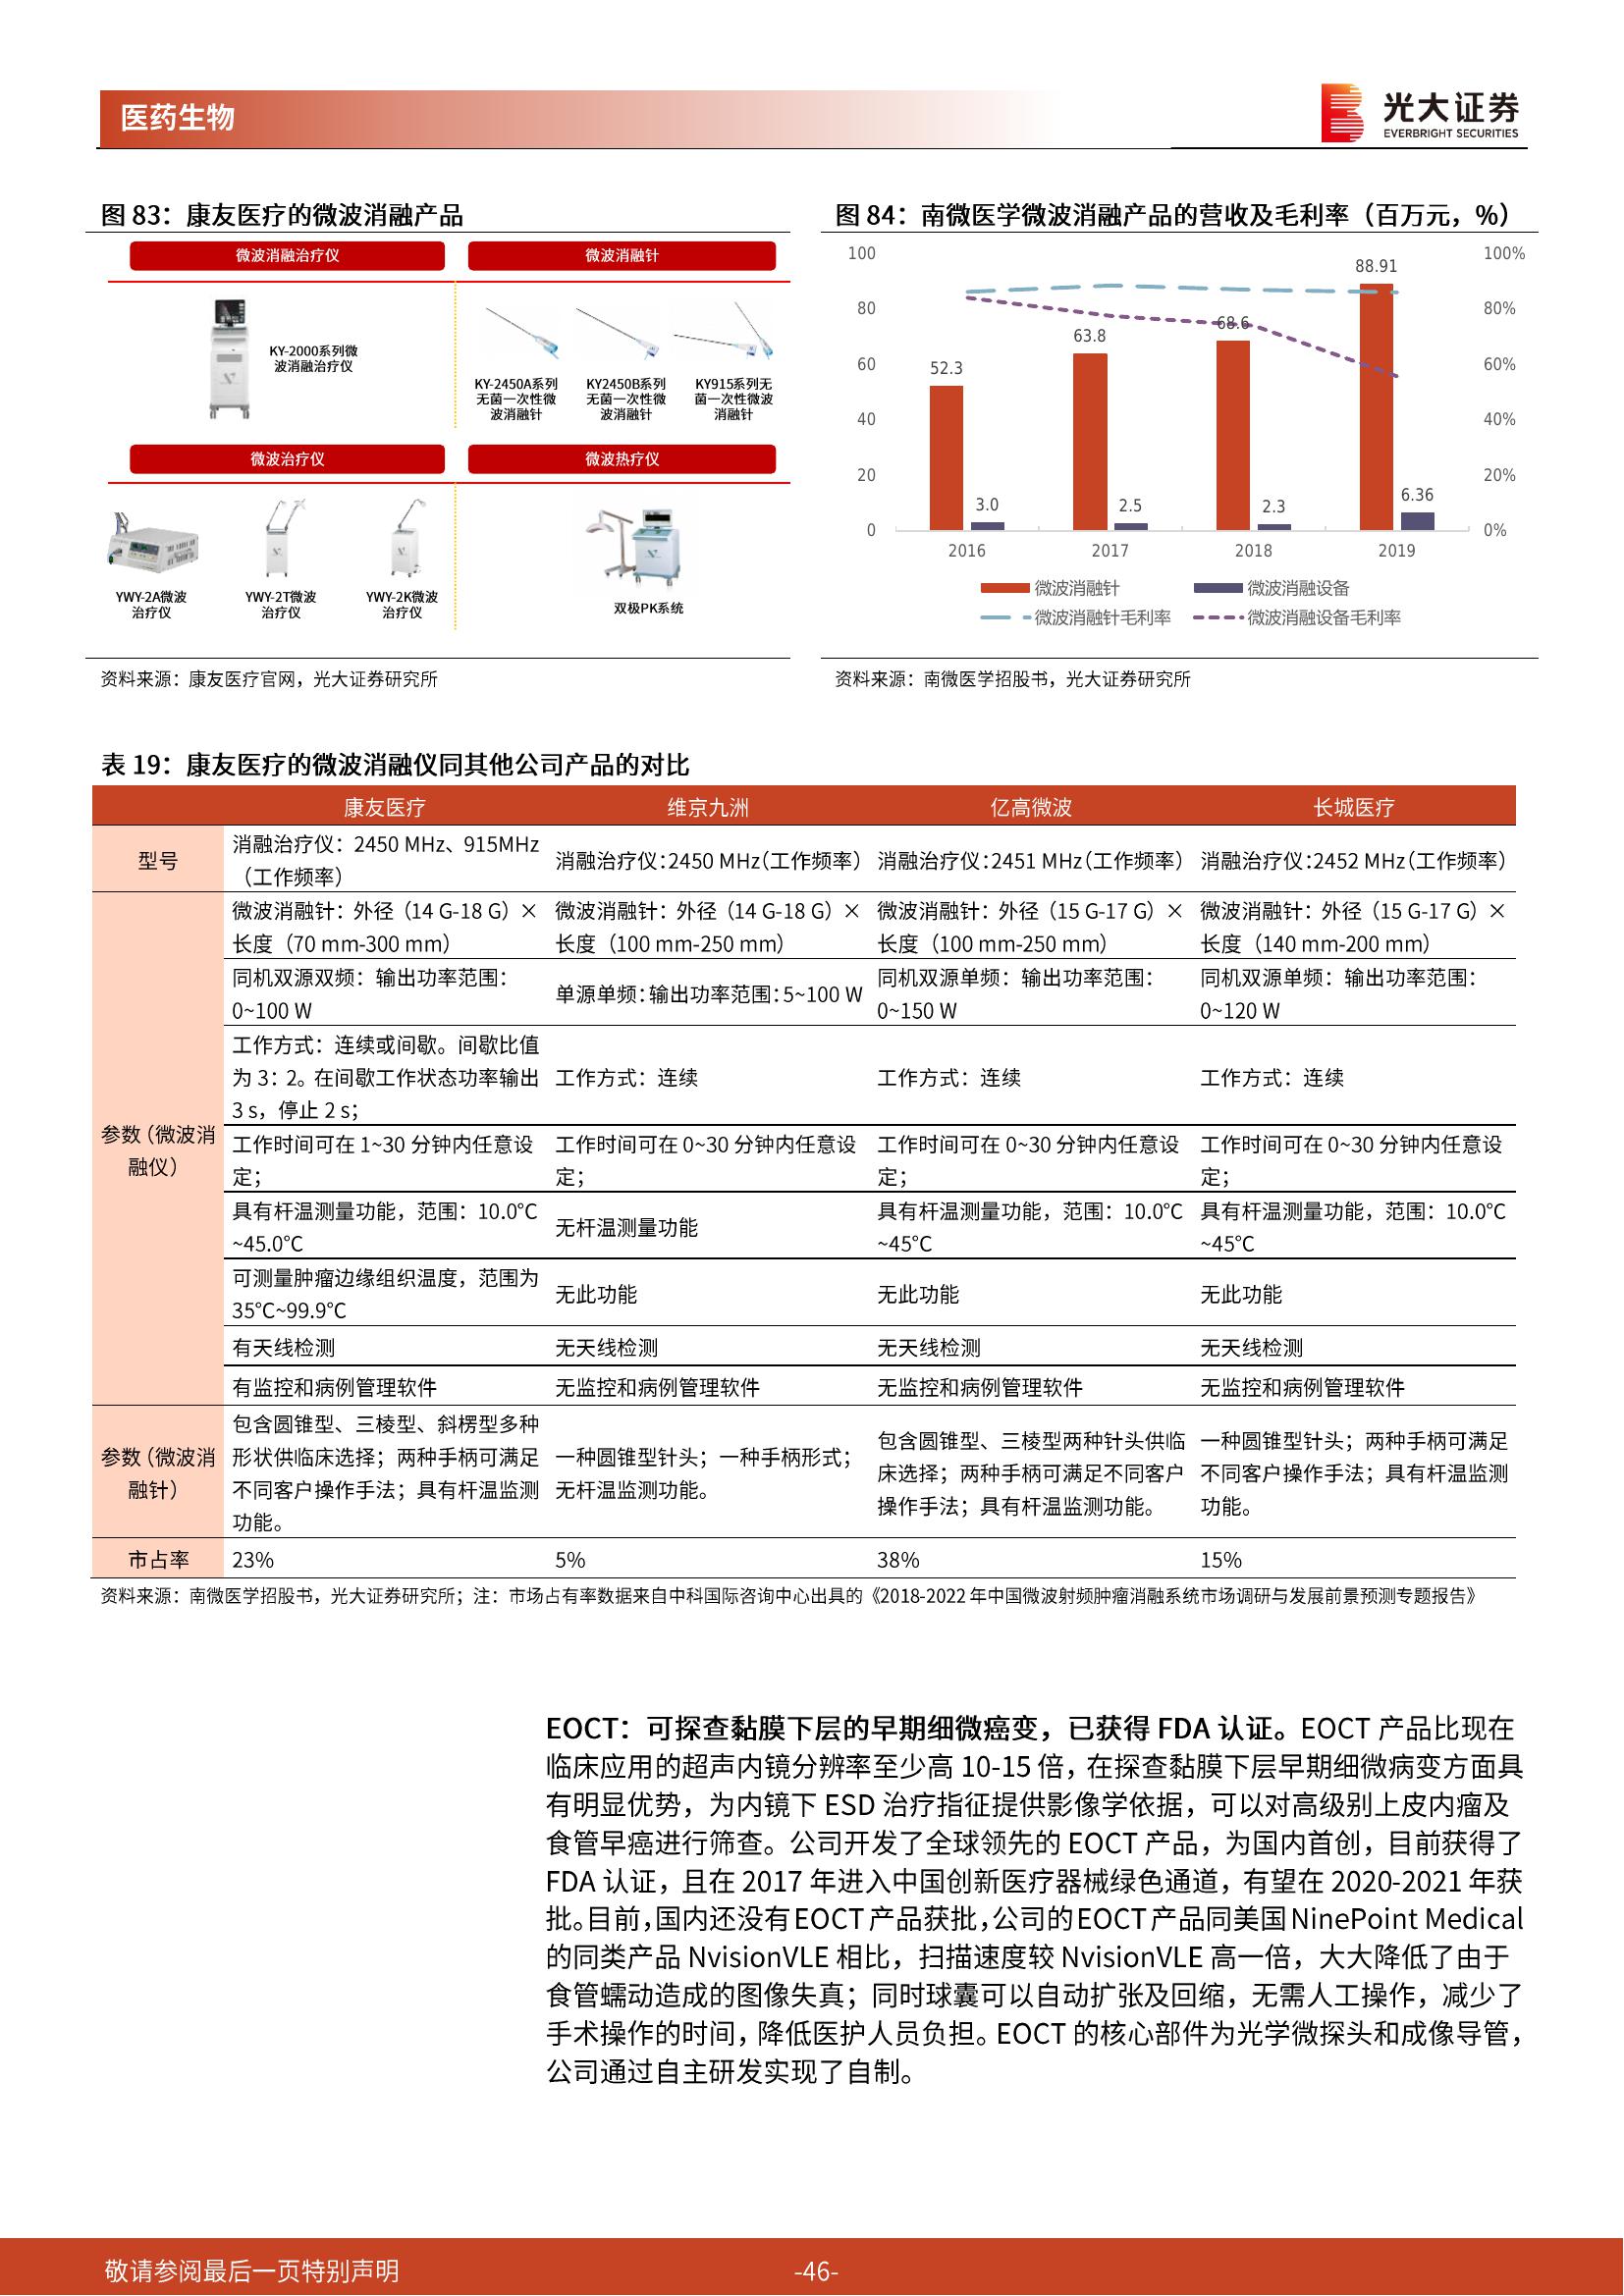 医药生物
光大证券
EVERBRIGHT SECURITIES
图 83：康友医疗的微波消融产品
微波消融治疗仪
微波消融针
KY-2000系列微
波消融治疗仪
KY-2450A系列
无菌一次性微
波消融针
KY2450B系列
无菌一次性微
波消融针
KY915系列无
菌一次性微波
消融针
微波治疗仪
微波热疗仪
YWY-2A微波
治疗仪
YWY-2T微波
治疗仪
YWY-2K微波
治疗仪
双极PK系统
资料来源：康友医疗官网，光大证券研究所
图 84：南微医学微波消融产品的营收及毛利率（百万元，%）
100
80
60
40
20
0
100%
80%
60%
40%
20%
0%
52.3
63.8
68.6
88.91
3.0
2.5
2.3
6.36
2016
2017
2018
2019
微波消融针
微波消融设备
微波消融针毛利率
微波消融设备毛利率
资料来源：南微医学招股书，光大证券研究所
表 19：康友医疗的微波消融仪同其他公司产品的对比
康友医疗 维京九洲 亿高微波 长城医疗
型号
消融治疗仪：2450 MHz、915MHz
（工作频率）
消融治疗仪：2450 MHz（工作频率）
消融治疗仪：2451 MHz（工作频率）
消融治疗仪：2452 MHz（工作频率）
参数（微波消
融仪）
微波消融针：外径（14 G-18 G）×
长度（70 mm-300 mm）
微波消融针：外径（14 G-18 G）×
长度（100 mm-250 mm）
微波消融针：外径（15 G-17 G）×
长度（100 mm-250 mm）
微波消融针：外径（15 G-17 G）×
长度（140 mm-200 mm）
同机双源双频：输出功率范围：
0~100 W
单源单频：输出功率范围：5~100 W
同机双源单频：输出功率范围：
0~150 W
同机双源单频：输出功率范围：
0~120 W
工作方式：连续或间歇。间歇比值
为 3：2。在间歇工作状态功率输出
3 s，停止 2 s；
工作方式：连续
工作方式：连续
工作方式：连续
工作时间可在 1~30 分钟内任意设
定；
工作时间可在 0~30 分钟内任意设
定；
工作时间可在 0~30 分钟内任意设
定；
工作时间可在 0~30 分钟内任意设
定；
具有杆温测量功能，范围：10.0℃
~45.0℃
无杆温测量功能
具有杆温测量功能，范围：10.0℃
~45℃
具有杆温测量功能，范围：10.0℃
~45℃
可测量肿瘤边缘组织温度，范围为
35℃~99.9℃
无此功能
无此功能
无此功能
有天线检测
无天线检测
无天线检测
无天线检测
有监控和病例管理软件
无监控和病例管理软件
无监控和病例管理软件
无监控和病例管理软件
参数（微波消
融针）
包含圆锥型、三棱型、斜楞型多种
形状供临床选择；两种手柄可满足
不同客户操作手法；具有杆温监测
功能。
一种圆锥型针头；一种手柄形式；
无杆温监测功能。
包含圆锥型、三棱型两种针头供临
床选择；两种手柄可满足不同客户
操作手法；具有杆温监测功能。
一种圆锥型针头；两种手柄可满足
不同客户操作手法；具有杆温监测
功能。
市占率
23%
5%
38%
15%
资料来源：南微医学招股书，光大证券研究所；注：市场占有率数据来自中科国际咨询中心出具的《2018-2022 年中国微波射频肿瘤消融系统市场调研与发展前景预测专题报告》
EOCT：可探查黏膜下层的早期细微癌变，已获得 FDA 认证。EOCT 产品比现在
临床应用的超声内镜分辨率至少高 10-15 倍，在探查黏膜下层早期细微病变方面具
有明显优势，为内镜下 ESD 治疗指征提供影像学依据，可以对高级别上皮内瘤及
食管早癌进行筛查。公司开发了全球领先的 EOCT 产品，为国内首创，目前获得了
FDA 认证，且在 2017 年进入中国创新医疗器械绿色通道，有望在 2020-2021 年获
批。目前，国内还没有 EOCT 产品获批，公司的 EOCT 产品同美国 NinePoint Medical
的同类产品 NvisionVLE 相比，扫描速度较 NvisionVLE 高一倍，大大降低了由于
食管蠕动造成的图像失真；同时球囊可以自动扩张及回缩，无需人工操作，减少了
手术操作的时间，降低医护人员负担。EOCT 的核心部件为光学微探头和成像导管，
公司通过自主研发实现了自制。
敬请参阅最后一页特别声明
-46-